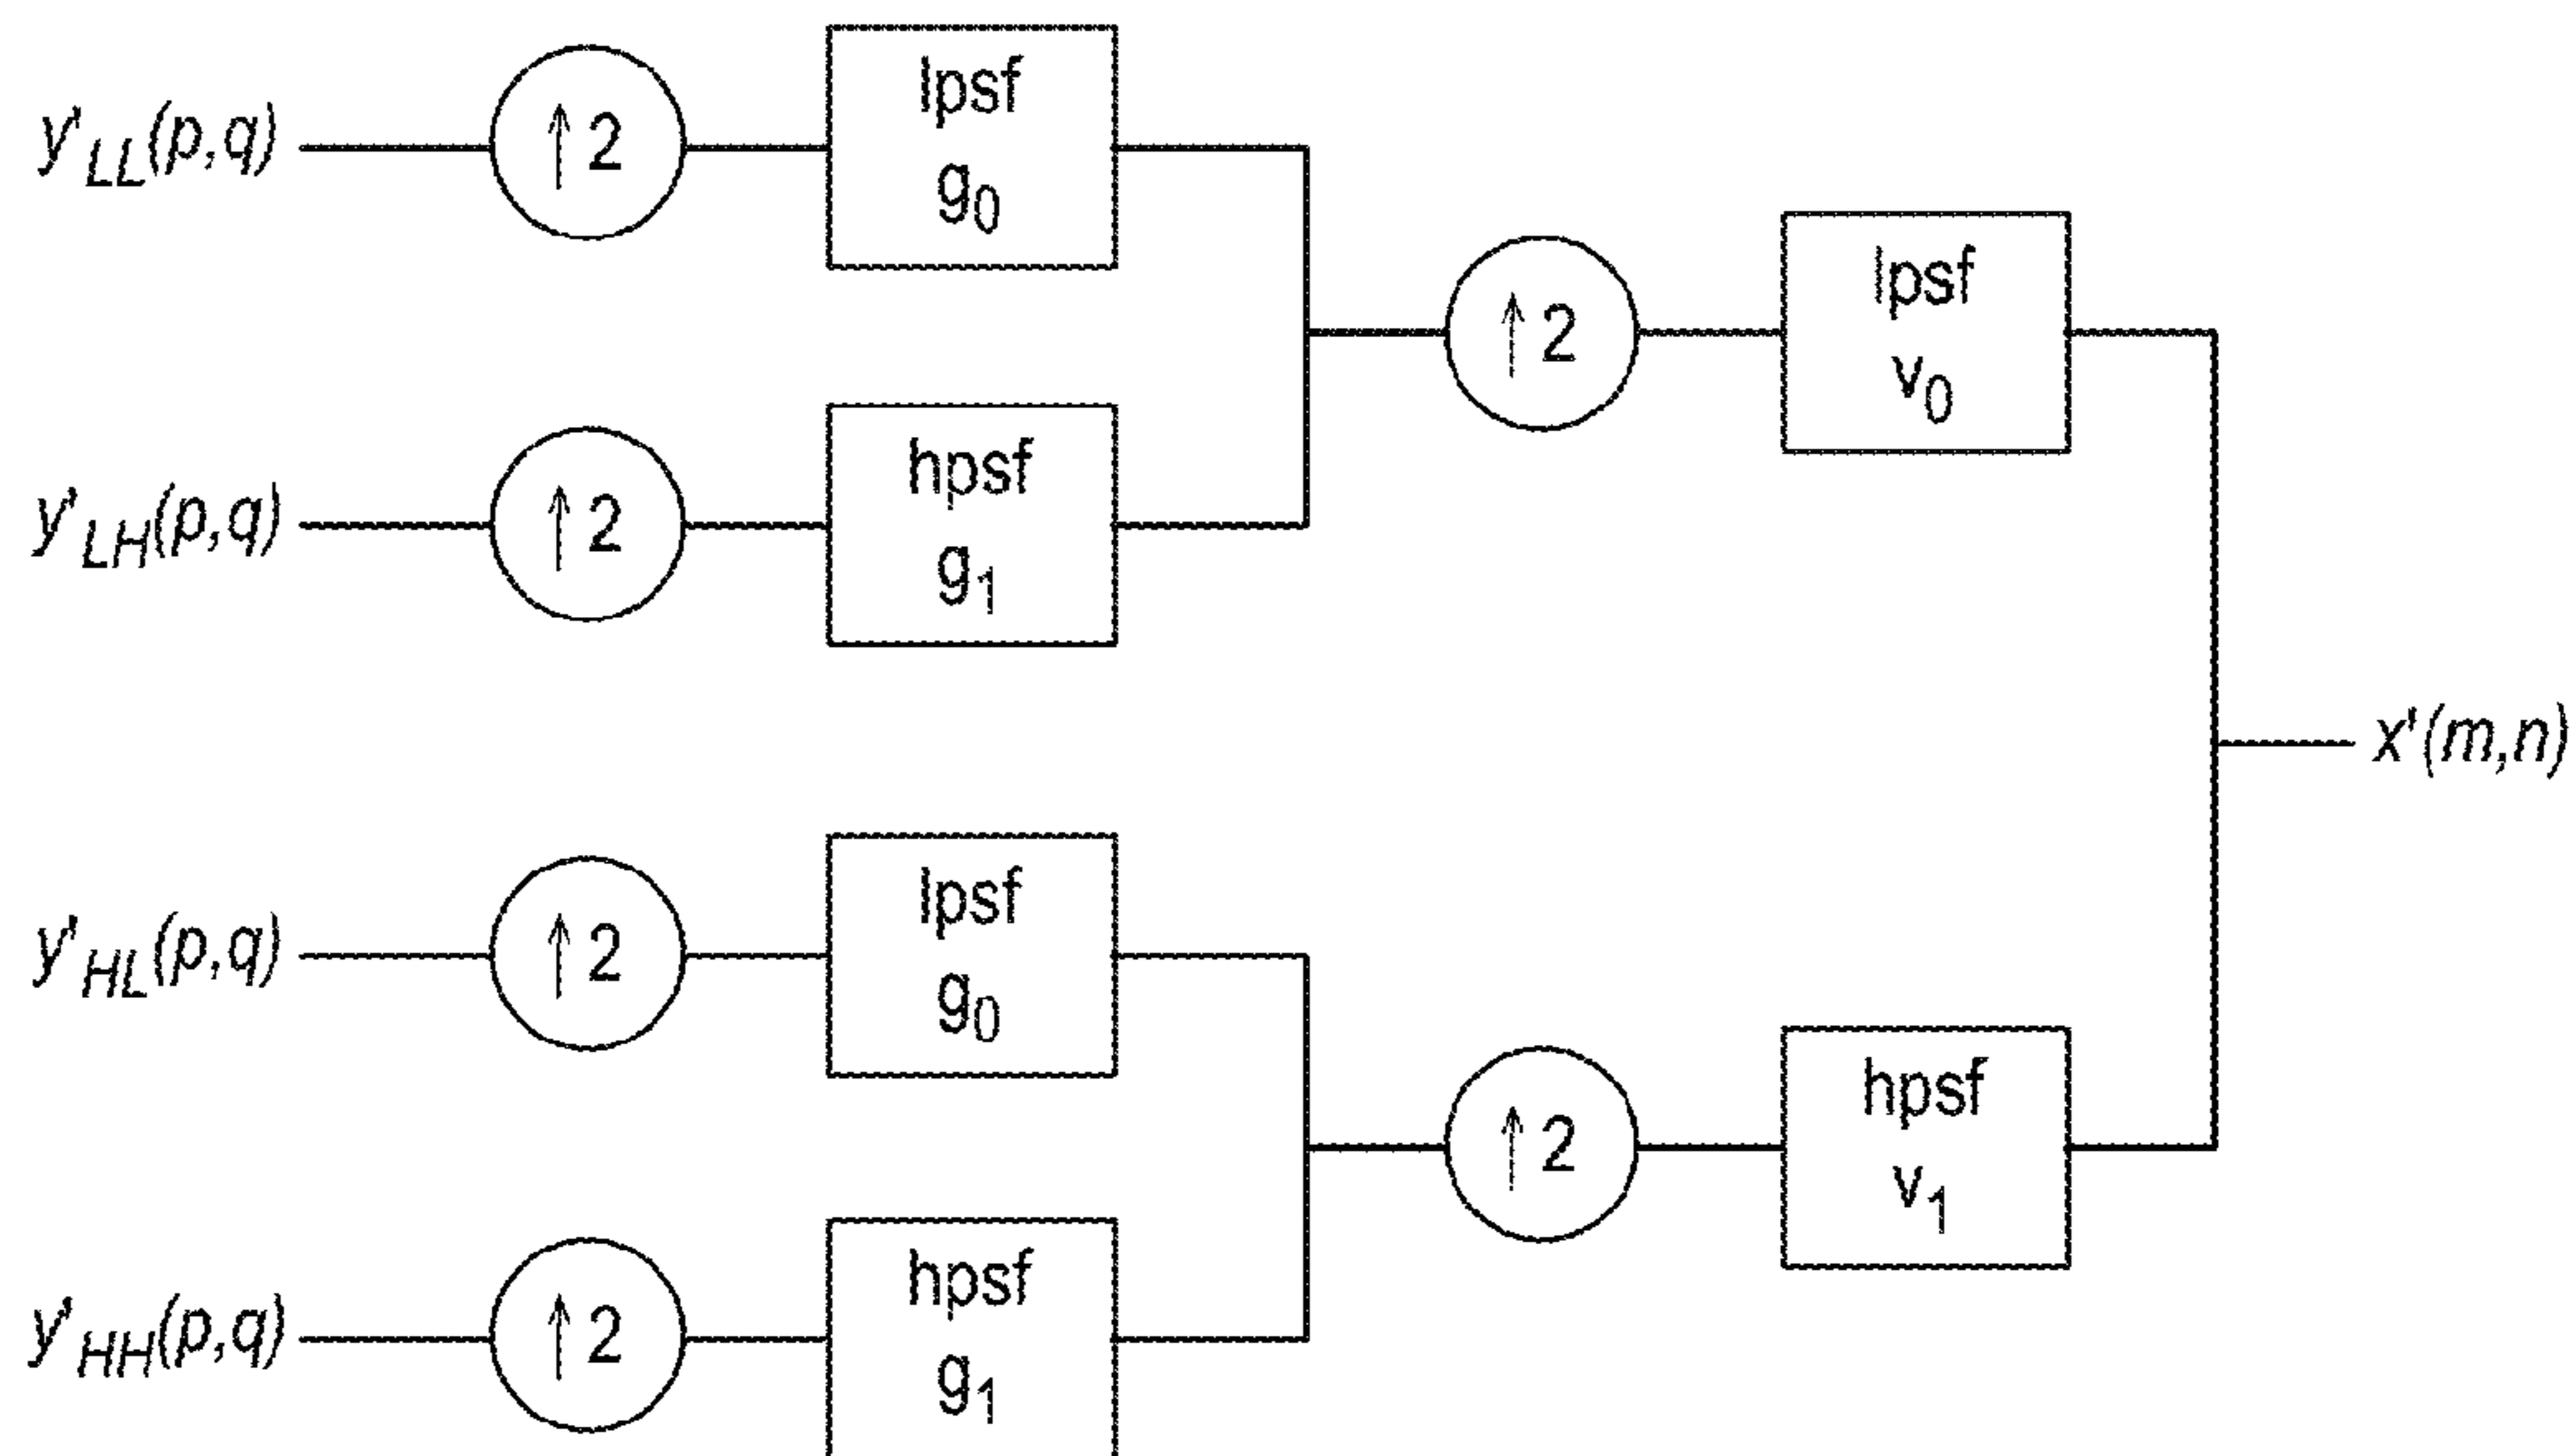 y'LL(p,q)
↑2
lpsf
g0
↑2
lpsf
v0
y'LH(p,q)
↑2
hpsf
g1
x'(m,n)
y'HL(p,q)
↑2
lpsf
g0
↑2
hpsf
v1
y'HH(p,q)
↑2
hpsf
g1